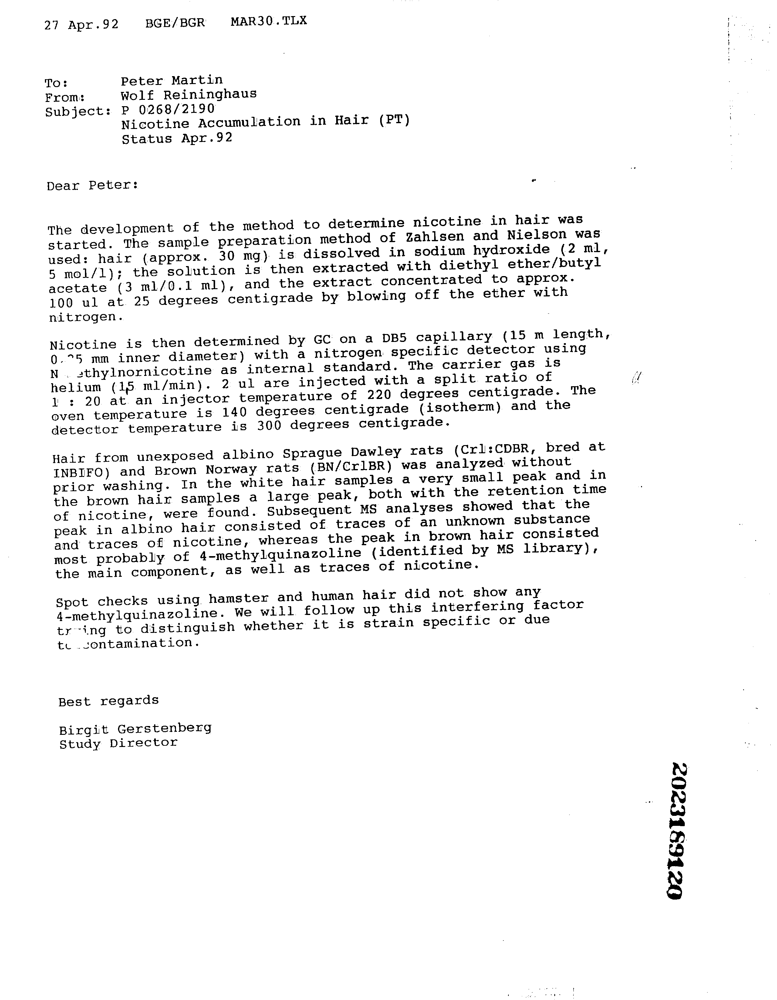 27 Apr.92 BGE/BGR MAR30.TLX
To: Peter Martin
From: Wolf Reininghaus
Subject: P 0268/2190
Nicotine Accumulation in Hair (PT)
Status Apr.92
Dear Peter:
The development of the method to determine nicotine in hair was
started. The sample preparation method of Zahlsen and Nielson was
used: hair (approx. 30 mg) is dissolved in sodium hydroxide (2 ml,
5 mol/l); the solution is then extracted with diethyl ether/butyl
acetate (3 ml/0.1 ml), and the extract concentrated to approx.
100 ul at 25 degrees centigrade by blowing off the ether with
nitrogen.
Nicotine is then determined by GC on a DB5 capillary (15 m length,
mm inner diameter) with a nitrogen specific detector using
as internal standard. The carrier gas is
helium (1,5 ml/min). 2 ul are injected with a split ratio of
1 : 20 at an injector temperature of 220 degrees centigrade. The
oven temperature is 140 degrees centigrade (isotherm) and the
detector temperature is 300 degrees centigrade.
Hair from unexposed albino Sprague Dawley rats (Crl:CDBR, bred at
INBIFO) and Brown Norway rats (BN/CrlBR) was analyzed without
prior washing. In the white hair samples a very small peak and in
the brown hair samples a large peak, both with the retention time
of nicotine, were found. Subsequent MS analyses showed that the
peak in albino hair consisted of traces of an unknown substance
and traces of nicotine, whereas the peak in brown hair consisted
most probably of 4-methylquinazoline (identified by MS library),
the main component, as well as traces of nicotine.
Spot checks using hamster and human hair did not show any
4-methylquinazoline. We will follow up this interfering factor
to distinguish whether it is strain specific or due
contamination.
Best regards
Birgit Gerstenberg
Study Director
2023189120